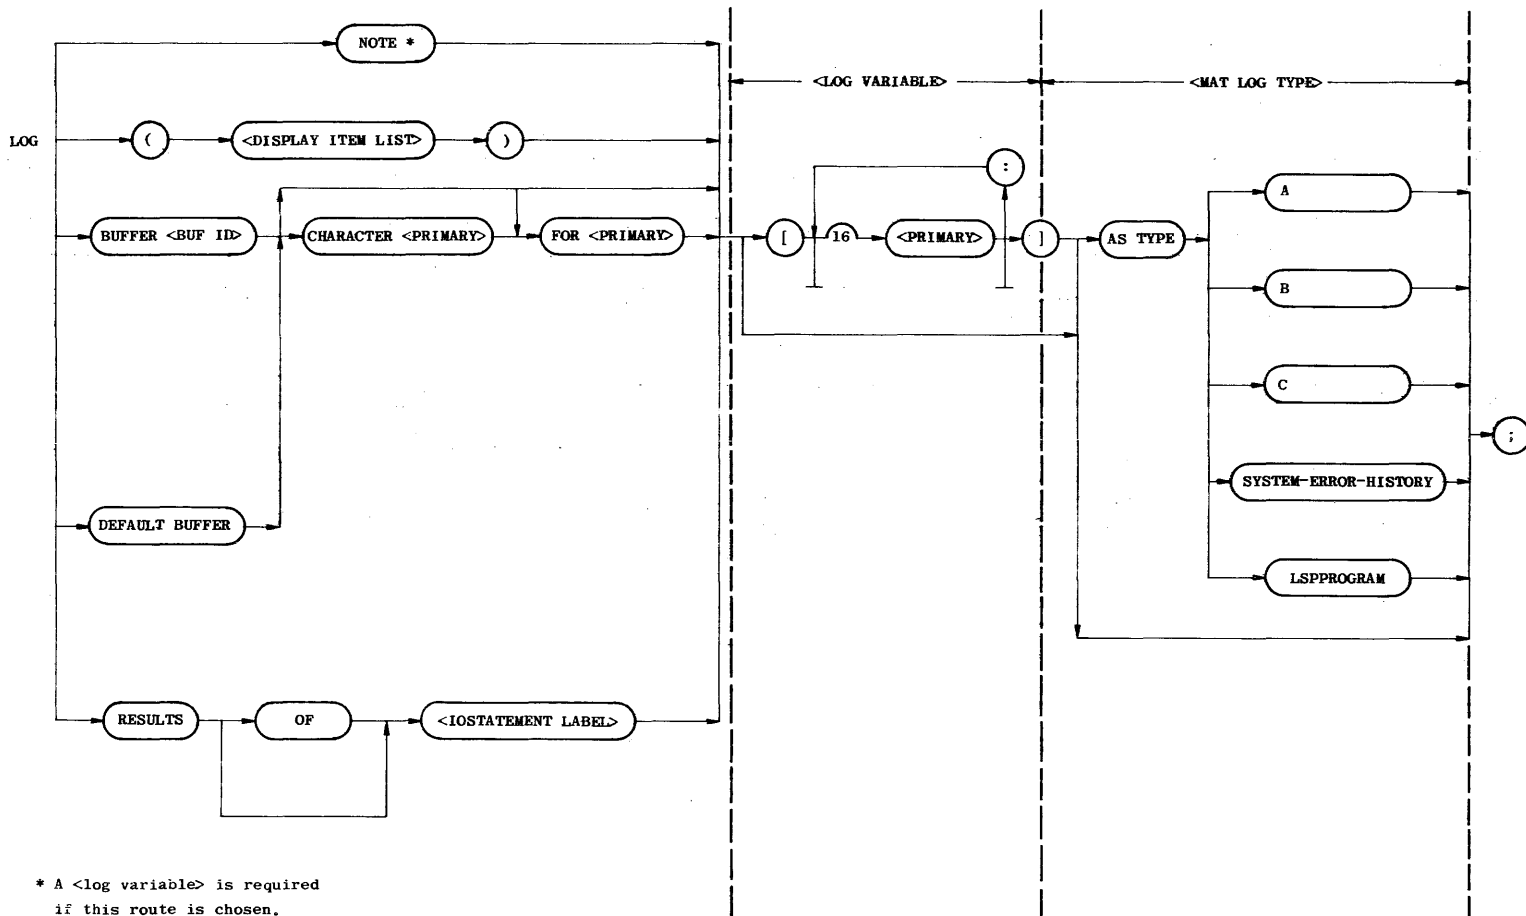 NOTE *
<LOG VARIABLE> <MAT LOG TYPE>
LOG ( <DISPLAY ITEM LIST> )
:
A
BUFFER <BUF ID> CHARACTER <PRIMARY> FOR <PRIMARY> [ 16 <PRIMARY> ] AS TYPE
B
C
;
SYSTEM-ERROR-HISTORY
DEFAULT BUFFER
LSPPROGRAM
RESULTS OF <IOSTATEMENT LABEL>
* A <log variable> is required
if this route is chosen.